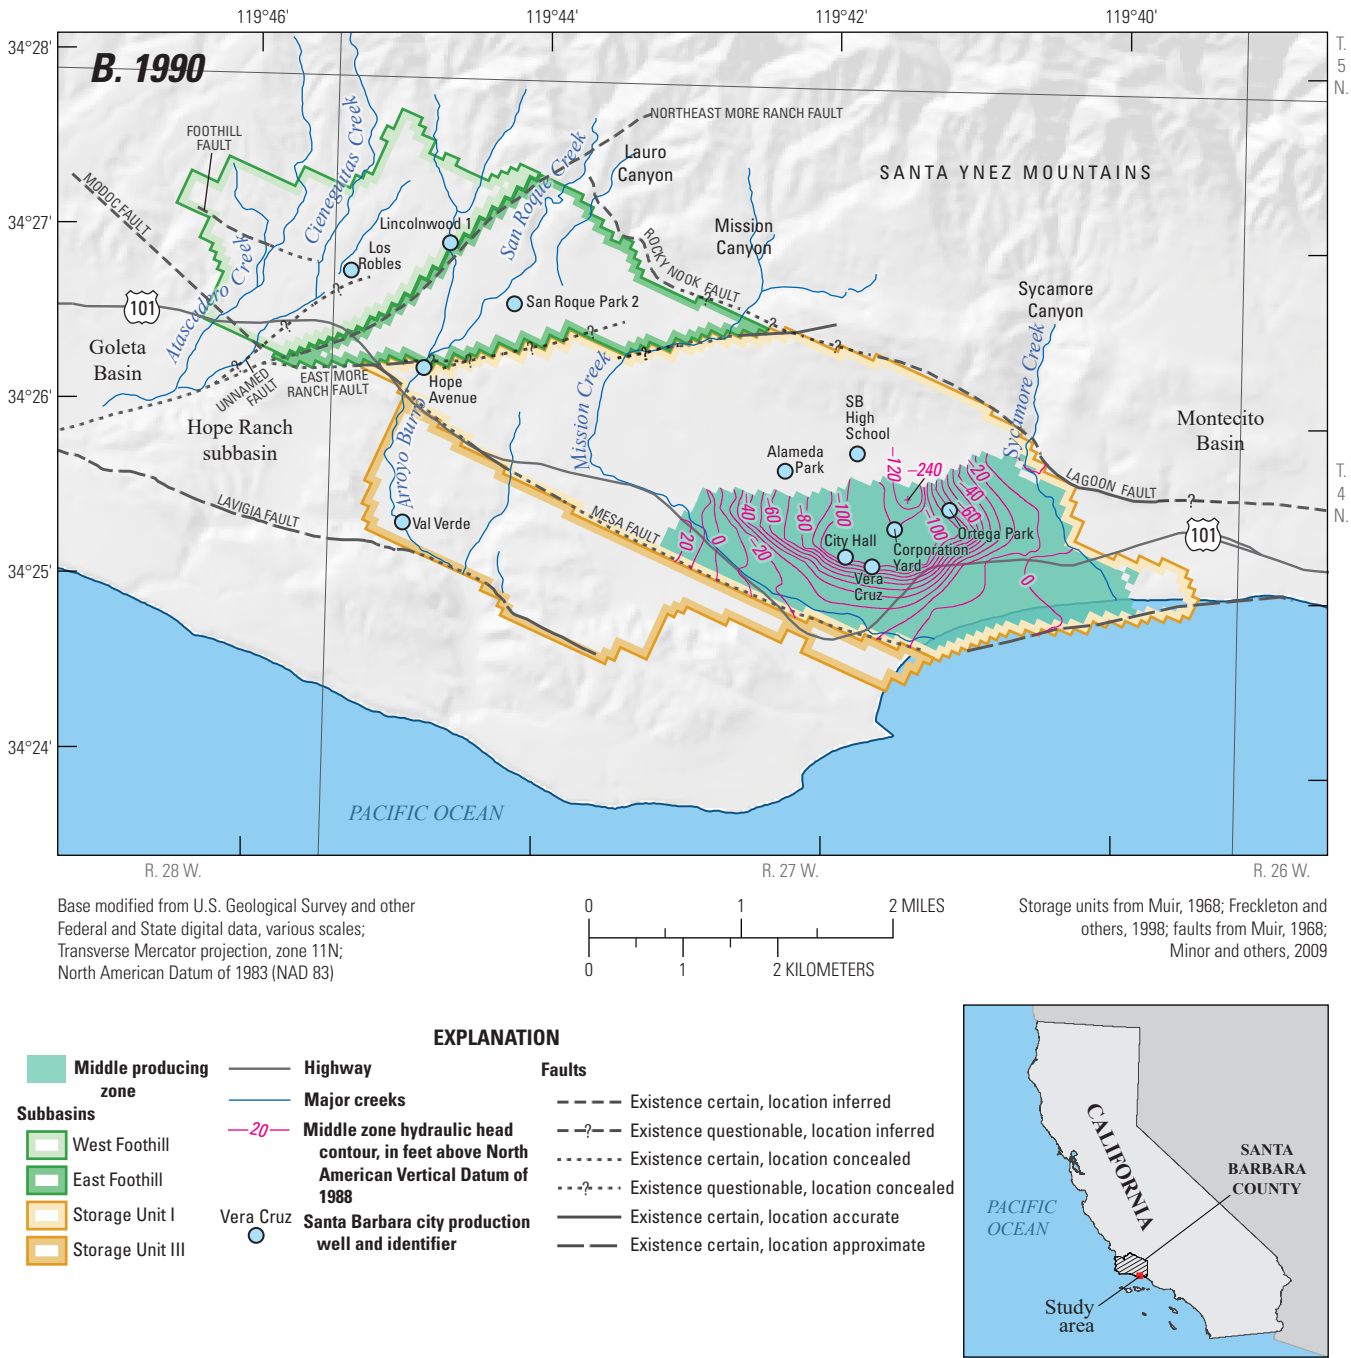 119°46'
119°44'
119°42'
119°40'
34°28'
34°27'
34°26'
34°25'
34°24'
T.
5
N.
T.
4
N.
B. 1990
NORTHEAST MORE RANCH FAULT
FOOTHILL
FAULT
MODOC FAULT
Cieneguitas Creek
Atascadero Creek
San Roque Creek
Lauro
Canyon
SANTA YNEZ MOUNTAINS
Mission
Canyon
Lincolnwood 1
Los
Robles
ROCKY NOOK FAULT
San Roque Park 2
Sycamore
Canyon
Sycamore Creek
101
Goleta
Basin
UNNAMED
FAULT
EAST MORE
RANCH FAULT
Hope
Avenue
Mission Creek
Arroyo Burro
Hope Ranch
subbasin
SB
High
School
Alameda
Park
Montecito
Basin
LAGOON FAULT
LAVIGIA FAULT
Val Verde
MESA FAULT
101
-120
-240
-20
-40
-60
-100
-100
-80
-60
-40
-20
0
20
0
City Hall
Corporation
Yard
Ortega Park
Vera
Cruz
?
?
?
?
?
?
?
?
?
?
?
?
PACIFIC OCEAN
R. 28 W.
R. 27 W.
R. 26 W.
Base modified from U.S. Geological Survey and other
Federal and State digital data, various scales;
Transverse Mercator projection, zone 11N;
North American Datum of 1983 (NAD 83)
0 1 2 MILES
0 1 2 KILOMETERS
Storage units from Muir, 1968; Freckleton and
others, 1998; faults from Muir, 1968;
Minor and others, 2009
EXPLANATION
Middle producing
zone
Subbasins
West Foothill
East Foothill
Storage Unit I
Storage Unit III
Highway
Major creeks
20
Middle zone hydraulic head
contour, in feet above North
American Vertical Datum of
1988
Vera Cruz
Santa Barbara city production
well and identifier
Faults
Existence certain, location inferred
?
Existence questionable, location inferred
Existence certain, location concealed
?
Existence questionable, location concealed
Existence certain, location accurate
Existence certain, location approximate
CALIFORNIA
SANTA
BARBARA
COUNTY
PACIFIC
OCEAN
Study
area